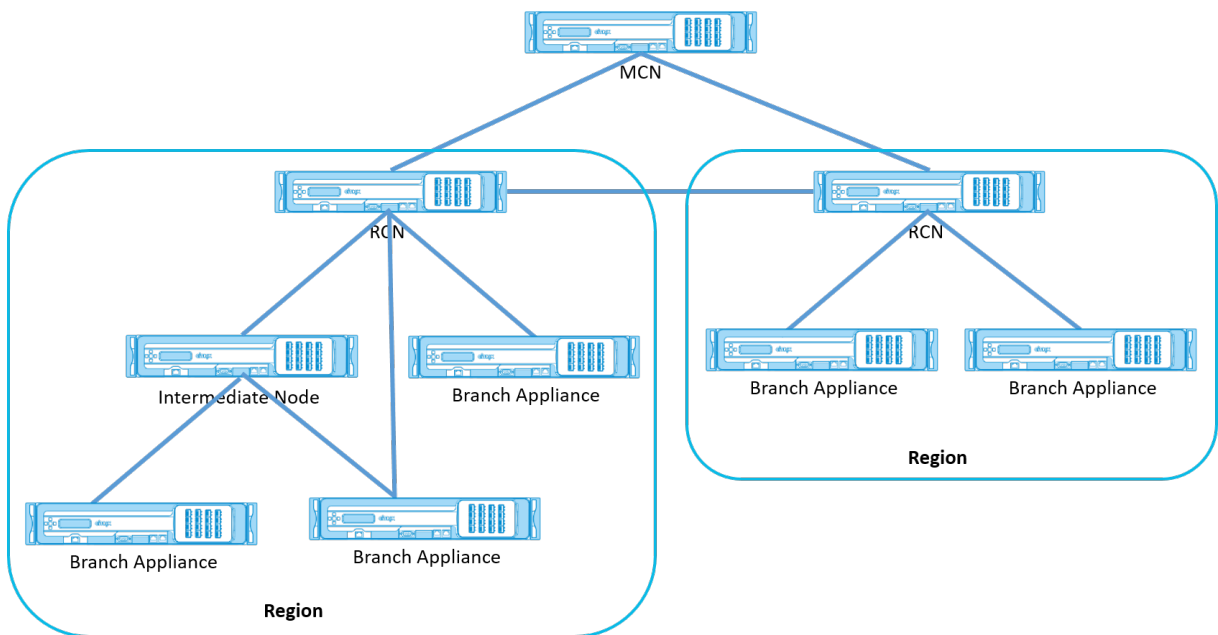 MCN
RCN
RCN
Intermediate Node
Branch Appliance
Branch Appliance
Branch Appliance
Region
Branch Appliance
Branch Appliance
Region